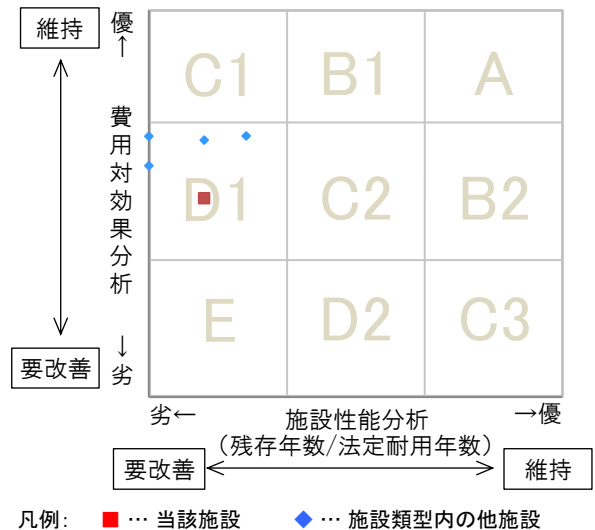 維持
優
↑
費用対効果分析
↓
劣
要改善
C1 B1 A
D1 C2 B2
E D2 C3
劣← 施設性能分析 →優
（残存年数/法定耐用年数）
要改善 維持
凡例: ■ … 当該施設 ◆ … 施設類型内の他施設